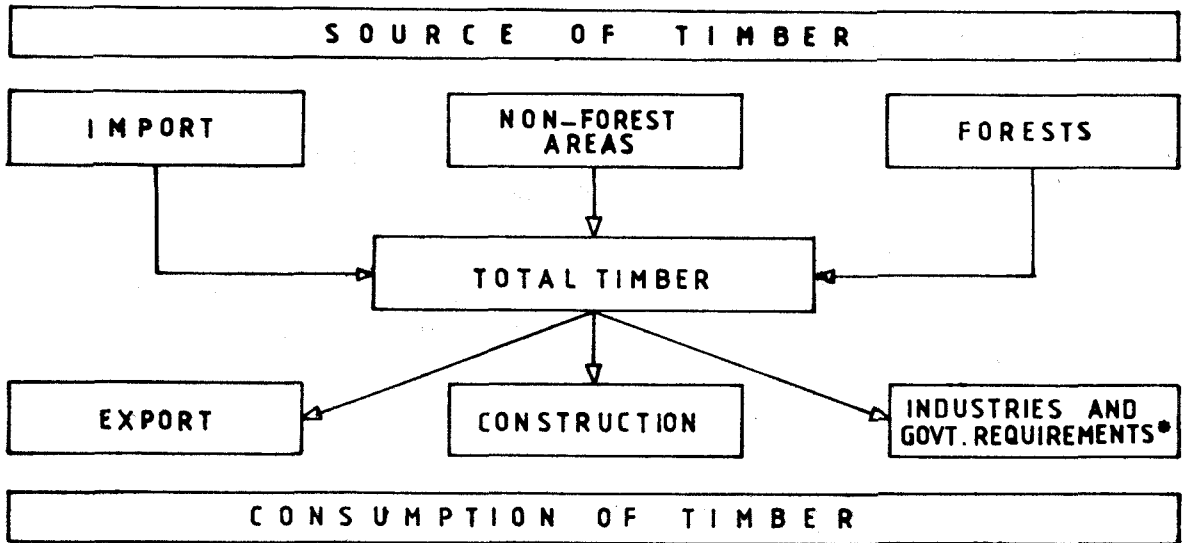 SOURCE OF TIMBER
IMPORT
NON-FOREST
AREAS
FORESTS
TOTAL TIMBER
EXPORT
CONSTRUCTION
INDUSTRIES AND
GOVT. REQUIREMENTS*
CONSUMPTION OF TIMBER